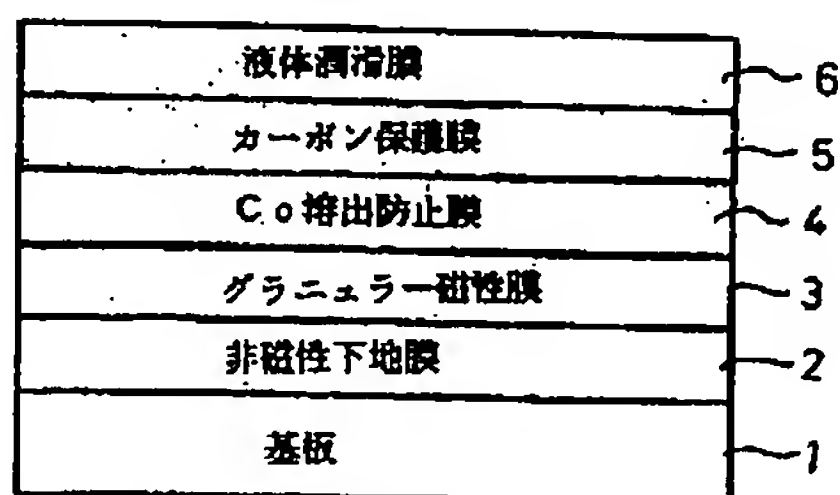 液体潤滑膜 6
カーボン保護膜 5
Co溶出防止膜 4
グラニュラー磁性膜 3
非磁性下地膜 2
基板 1